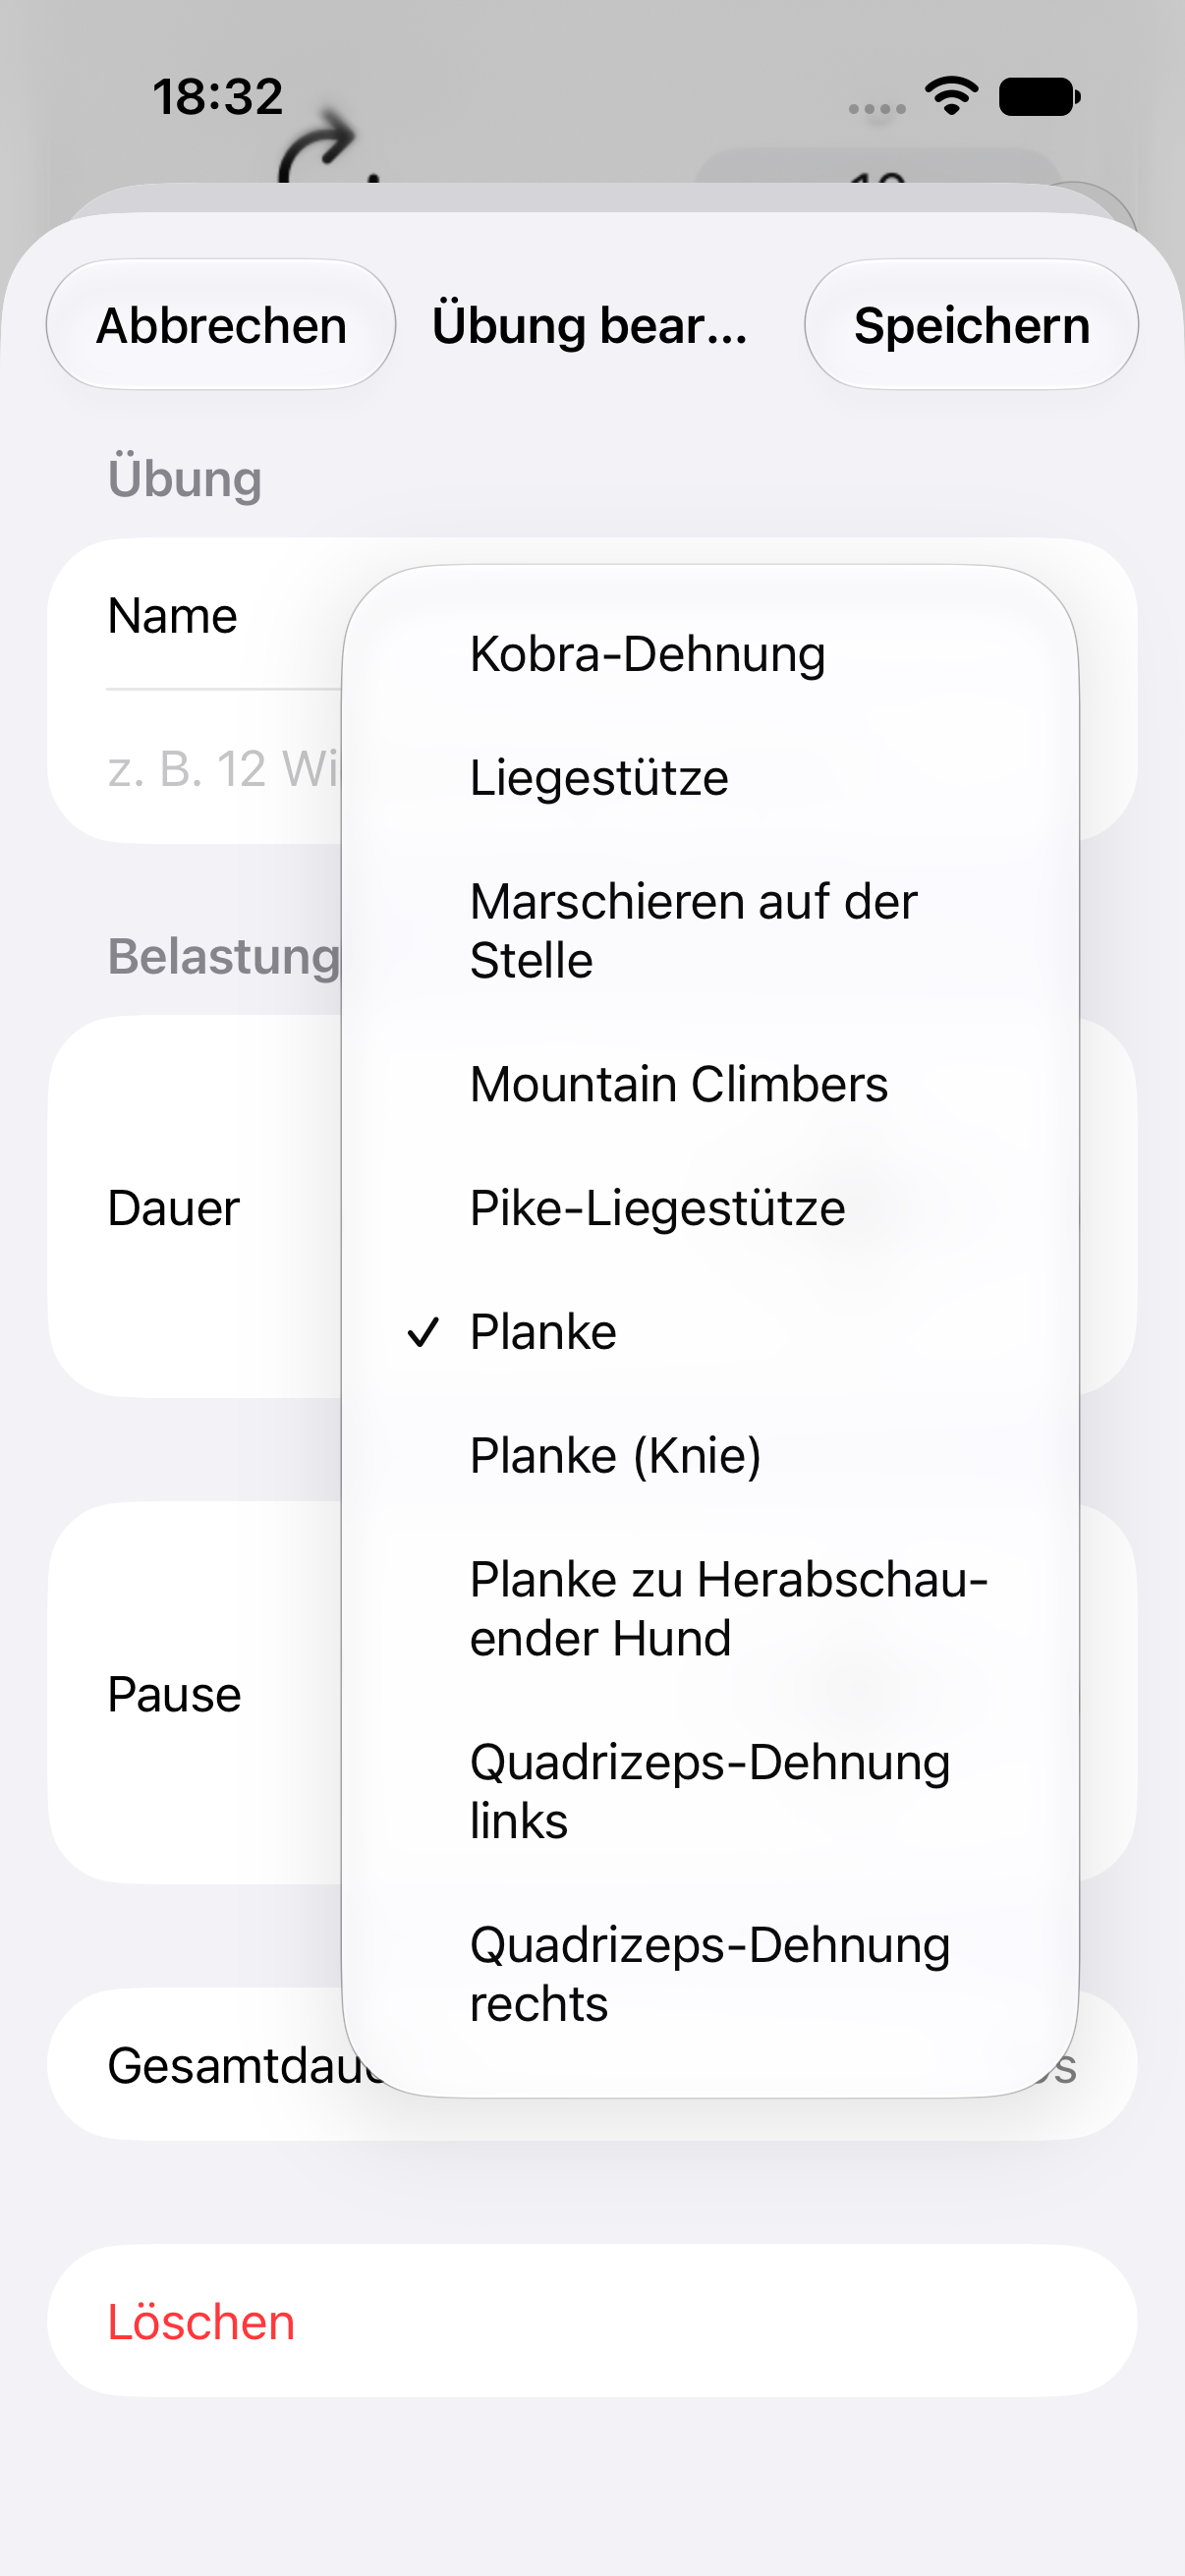 18:32
Abbrechen
Übung bear...
Speichern
Übung
Name
z. B. 12
Belastung
Dauer
Pause
Kobra-Dehnung
Liegestütze
Marschieren auf der
Stelle
Mountain Climbers
Pike-Liegestütze
Planke
Planke (Knie)
Planke zu Herabschau-
ender Hund
Quadrizeps-Dehnung
links
Quadrizeps-Dehnung
rechts
Löschen